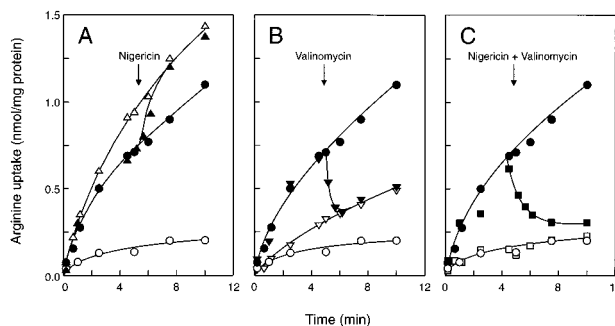 A
B
C
Nigericin
Valinomycin
Nigericin + Valinomycin
Arginine uptake (nmol/mg protein)
1.5
1.0
0.5
0.0
0 4 8 12
0 4 8 12
0 4 8 1
Time (min)